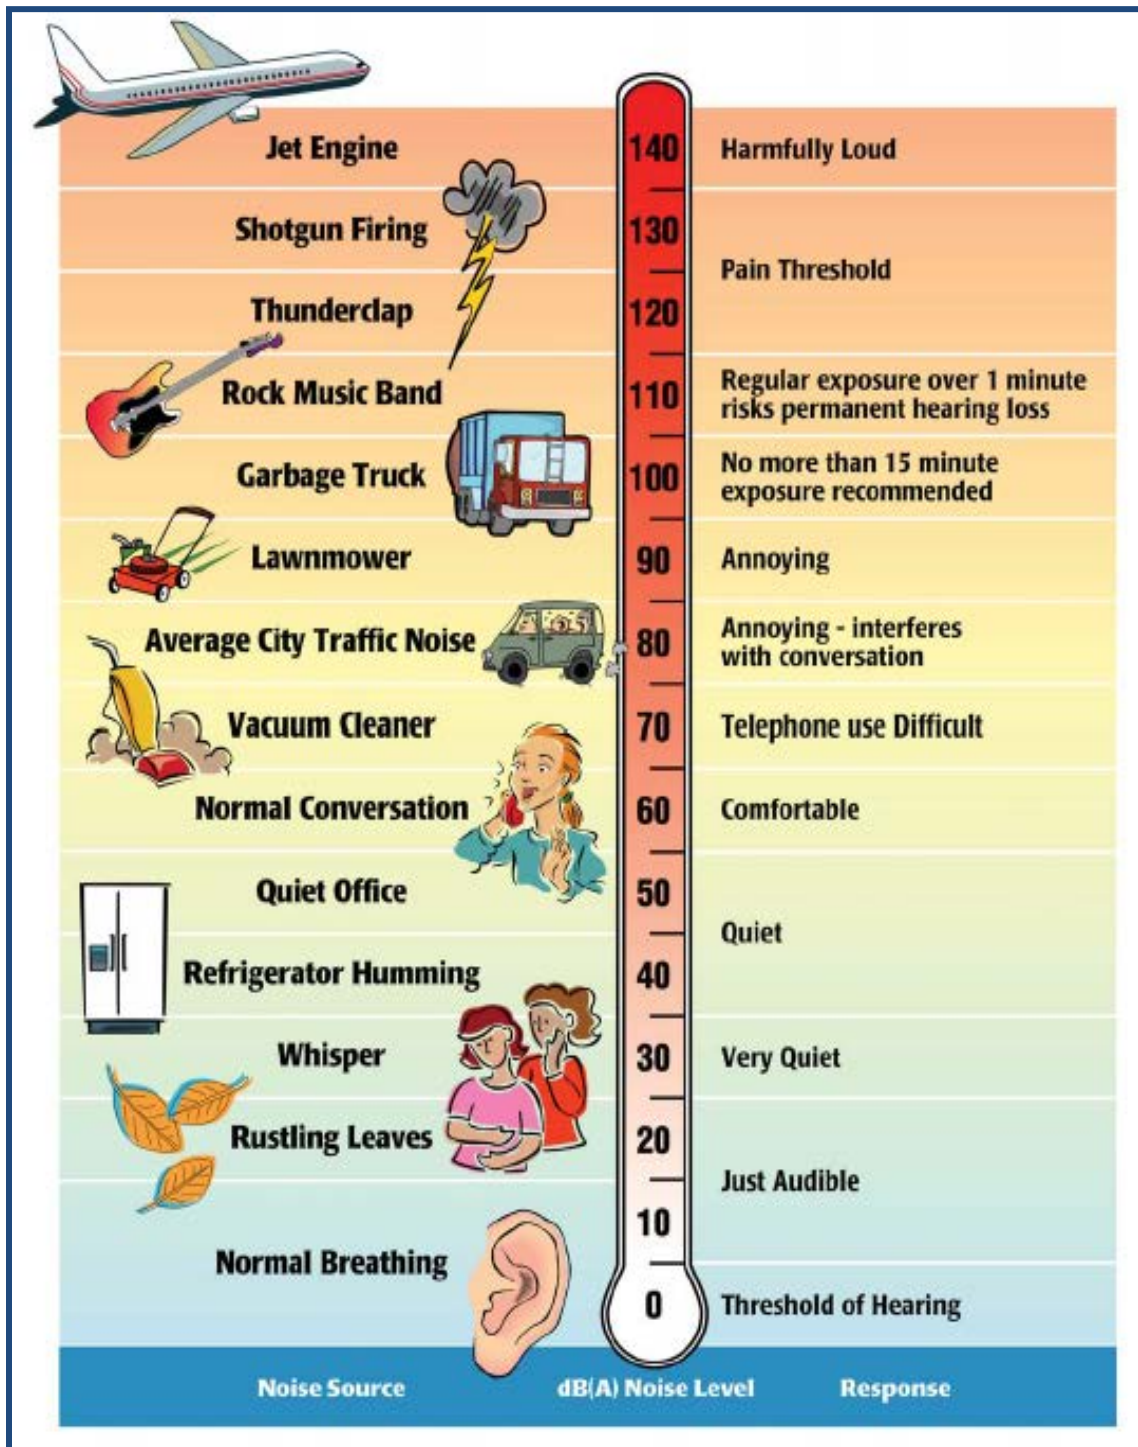 Jet Engine 140 Harmfully Loud
Shotgun Firing 130
Pain Threshold
Thunderclap 120
Rock Music Band 110 Regular exposure over 1 minute
risks permanent hearing loss
Garbage Truck 100 No more than 15 minute
exposure recommended
Lawnmower 90 Annoying
Average City Traffic Noise 80 Annoying - interferes
with conversation
Vacuum Cleaner 70 Telephone use Difficult
Normal Conversation 60 Comfortable
Quiet Office 50
Quiet
Refrigerator Humming 40
Whisper 30 Very Quiet
Rustling Leaves 20
Just Audible
10
Normal Breathing
0 Threshold of Hearing
Noise Source dB(A) Noise Level Response